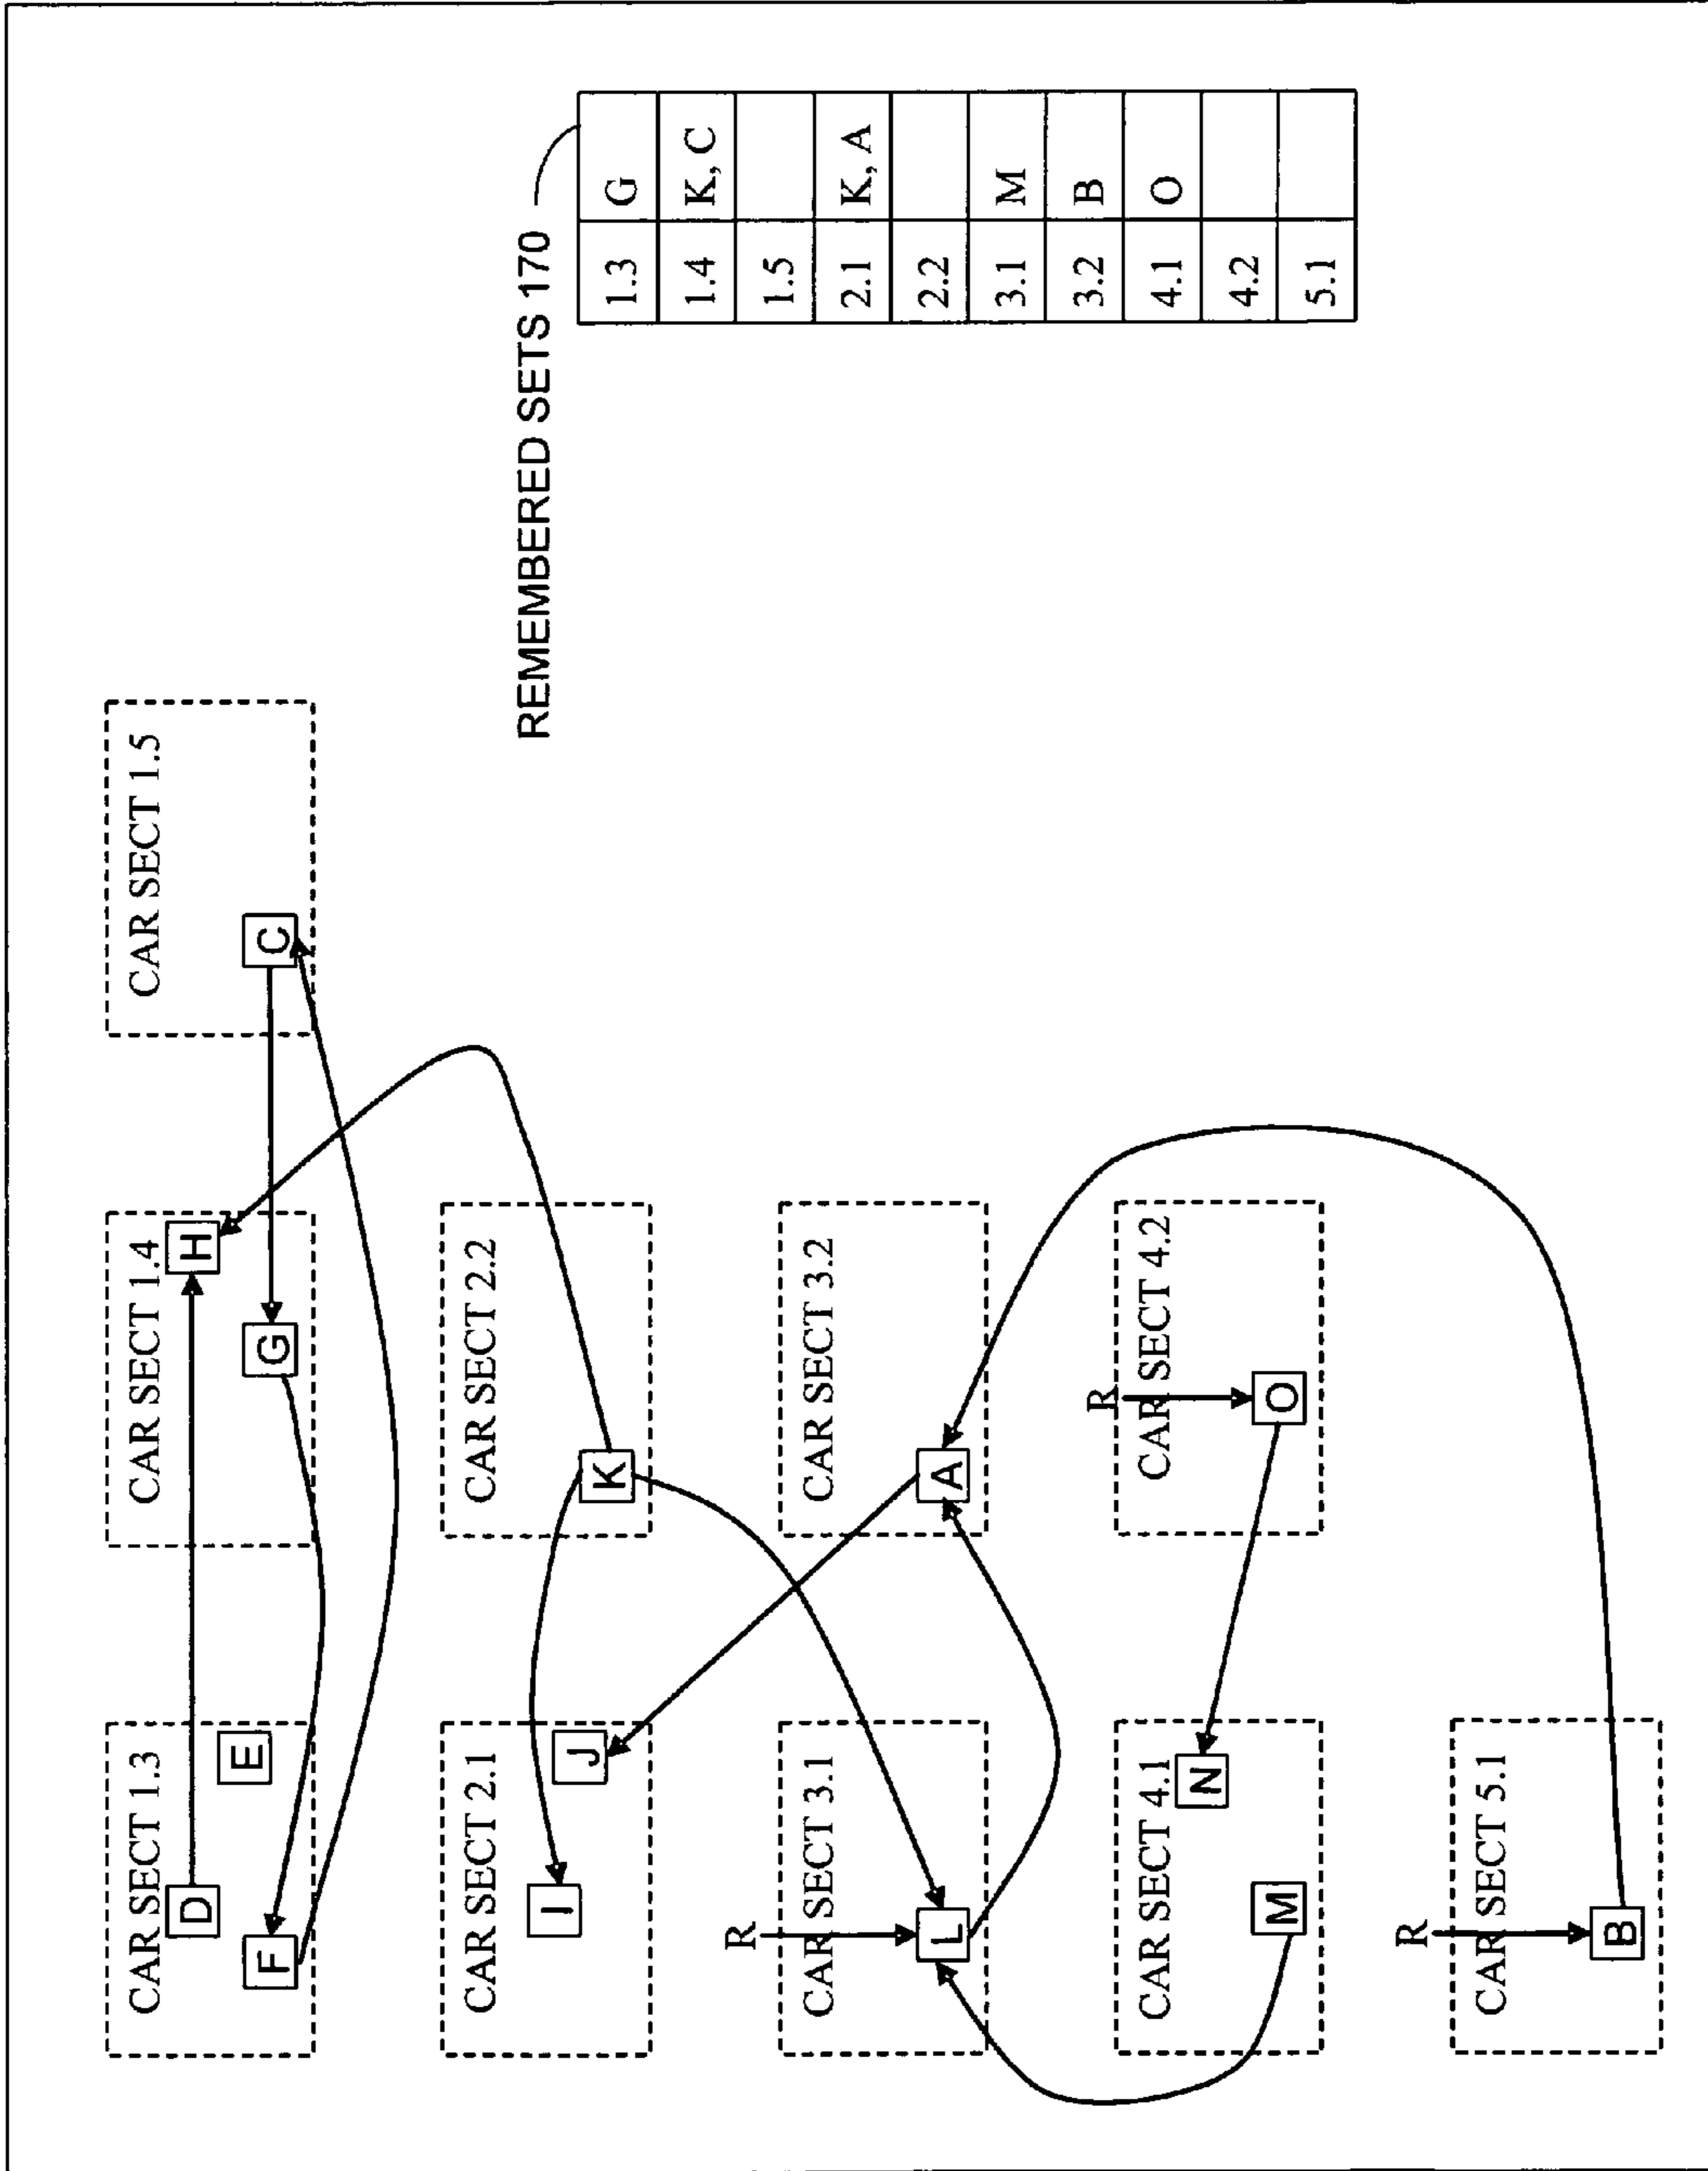 CAR SECT 1.3
D
E
F
CAR SECT 1.4
H
G
CAR SECT 1.5
C
CAR SECT 2.1
I
J
CAR SECT 2.2
K
R
CAR SECT 3.1
L
CAR SECT 3.2
A
CAR SECT 4.1
N
M
R
CAR SECT 4.2
O
R
CAR SECT 5.1
B
REMEMBERED SETS 170
1.3 G
1.4 K, C
1.5
2.1 K, A
2.2
3.1 M
3.2 B
4.1 O
4.2
5.1